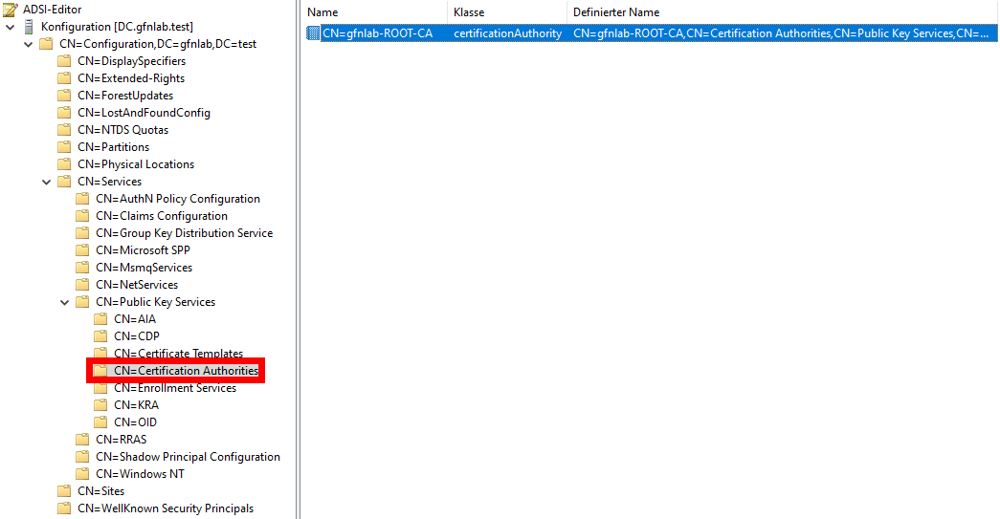 ADSI-Editor
Konfiguration [DC.gfnlab.test]
CN=Configuration,DC=gfnlab,DC=test
CN=DisplaySpecifiers
CN=Extended-Rights
CN=ForestUpdates
CN=LostAndFoundConfig
CN=NTDS Quotas
CN=Partitions
CN=Physical Locations
CN=Services
CN=AuthN Policy Configuration
CN=Claims Configuration
CN=Group Key Distribution Service
CN=Microsoft SPP
CN=MsmqServices
CN=NetServices
CN=Public Key Services
CN=AIA
CN=CDP
CN=Certificate Templates
CN=Certification Authorities
CN=Enrollment Services
CN=KRA
CN=OID
CN=RRAS
CN=Shadow Principal Configuration
CN=Windows NT
CN=Sites
CN=WellKnown Security Principals
Name Klasse Definierter Name
CN=gfnlab-ROOT-CA certificationAuthority CN=gfnlab-ROOT-CA,CN=Certification Authorities,CN=Public Key Services,CN=...